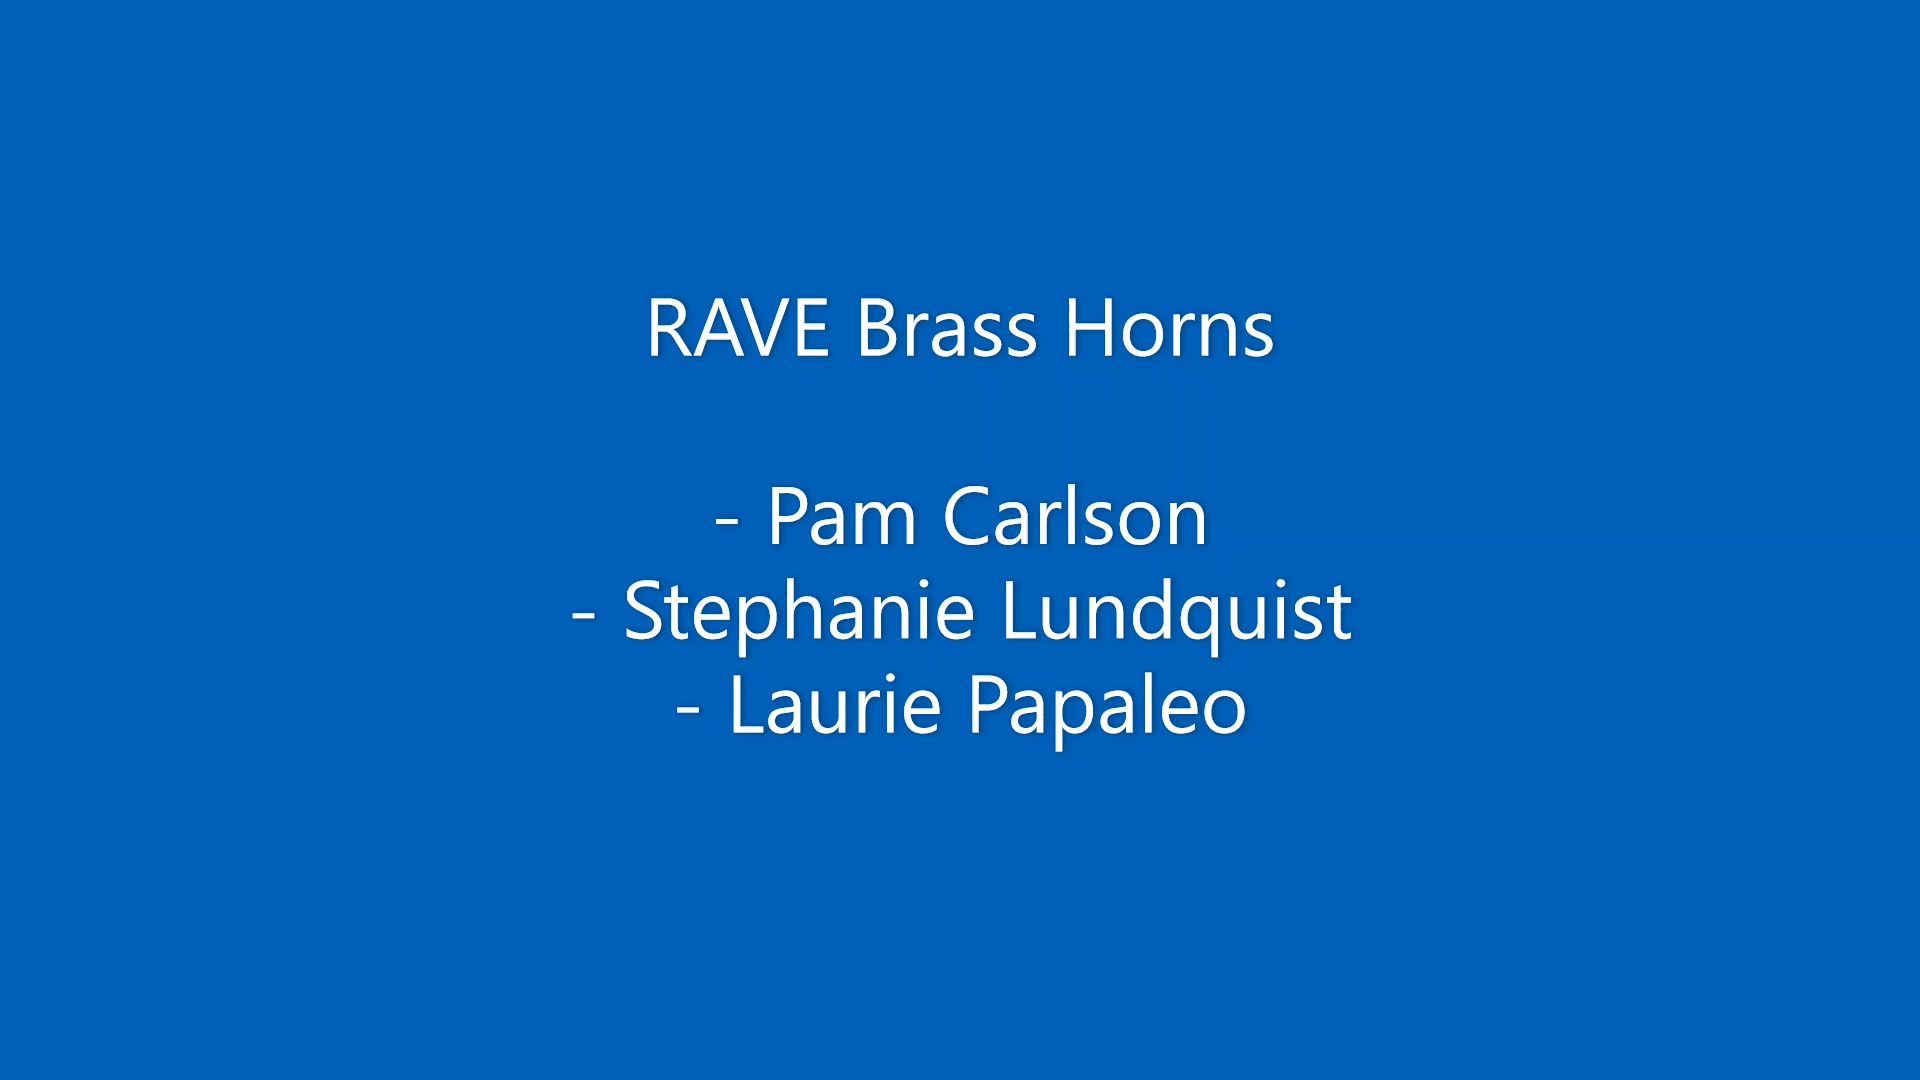 RAVE Brass Horns
- Pam Carlson
- Stephanie Lundquist
- Laurie Papaleo